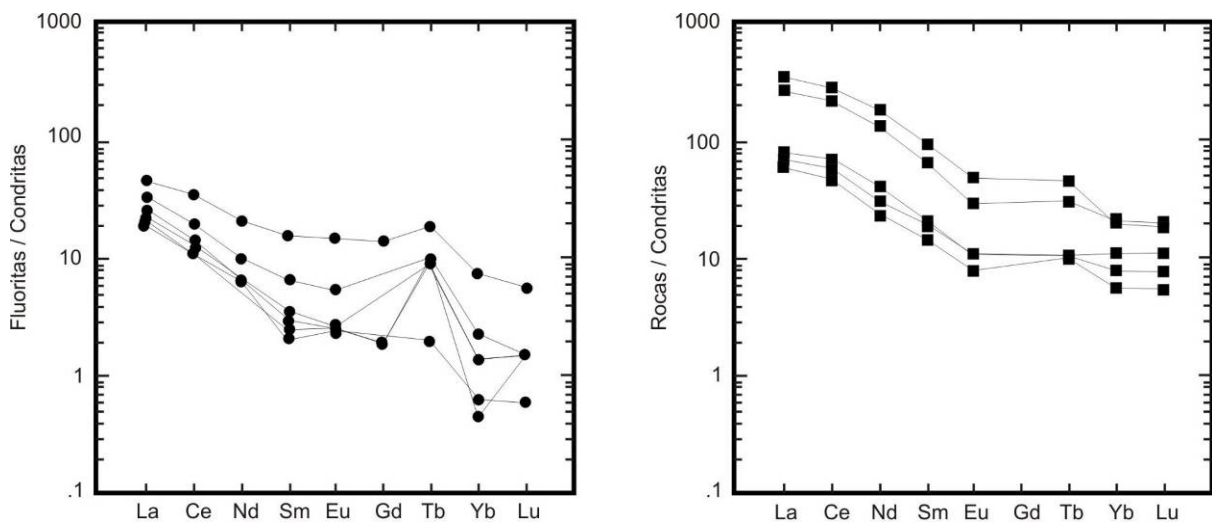 1000
100
10
1
.1
Fluoritas / Condritas
La Ce Nd Sm Eu Gd Tb Yb Lu
1000
100
10
1
.1
Rocas / Condritas
La Ce Nd Sm Eu Gd Tb Yb Lu